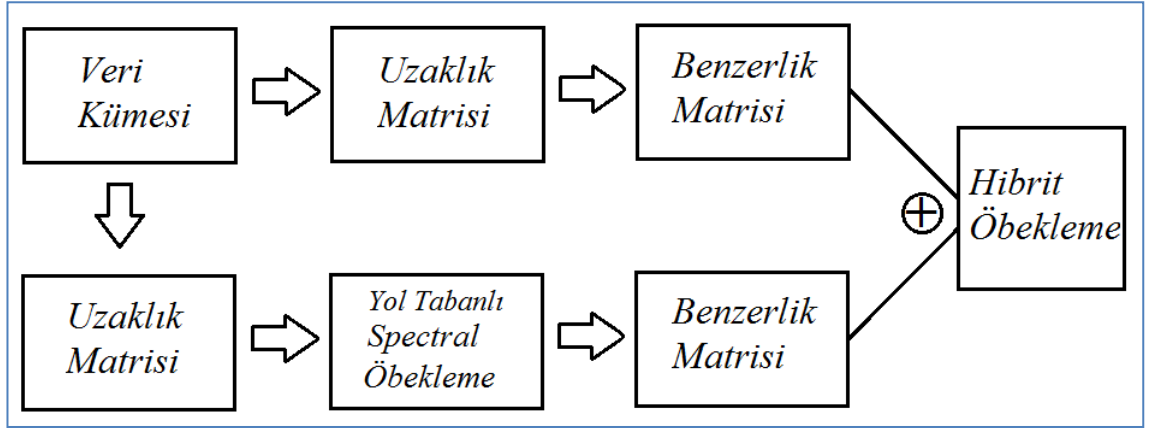 Veri
Kümesi
Uzaklık
Matrisi
Benzerlik
Matrisi
Hibrit
Öbekleme
Uzaklık
Matrisi
Yol Tabanlı
Spectral
Öbekleme
Benzerlik
Matrisi